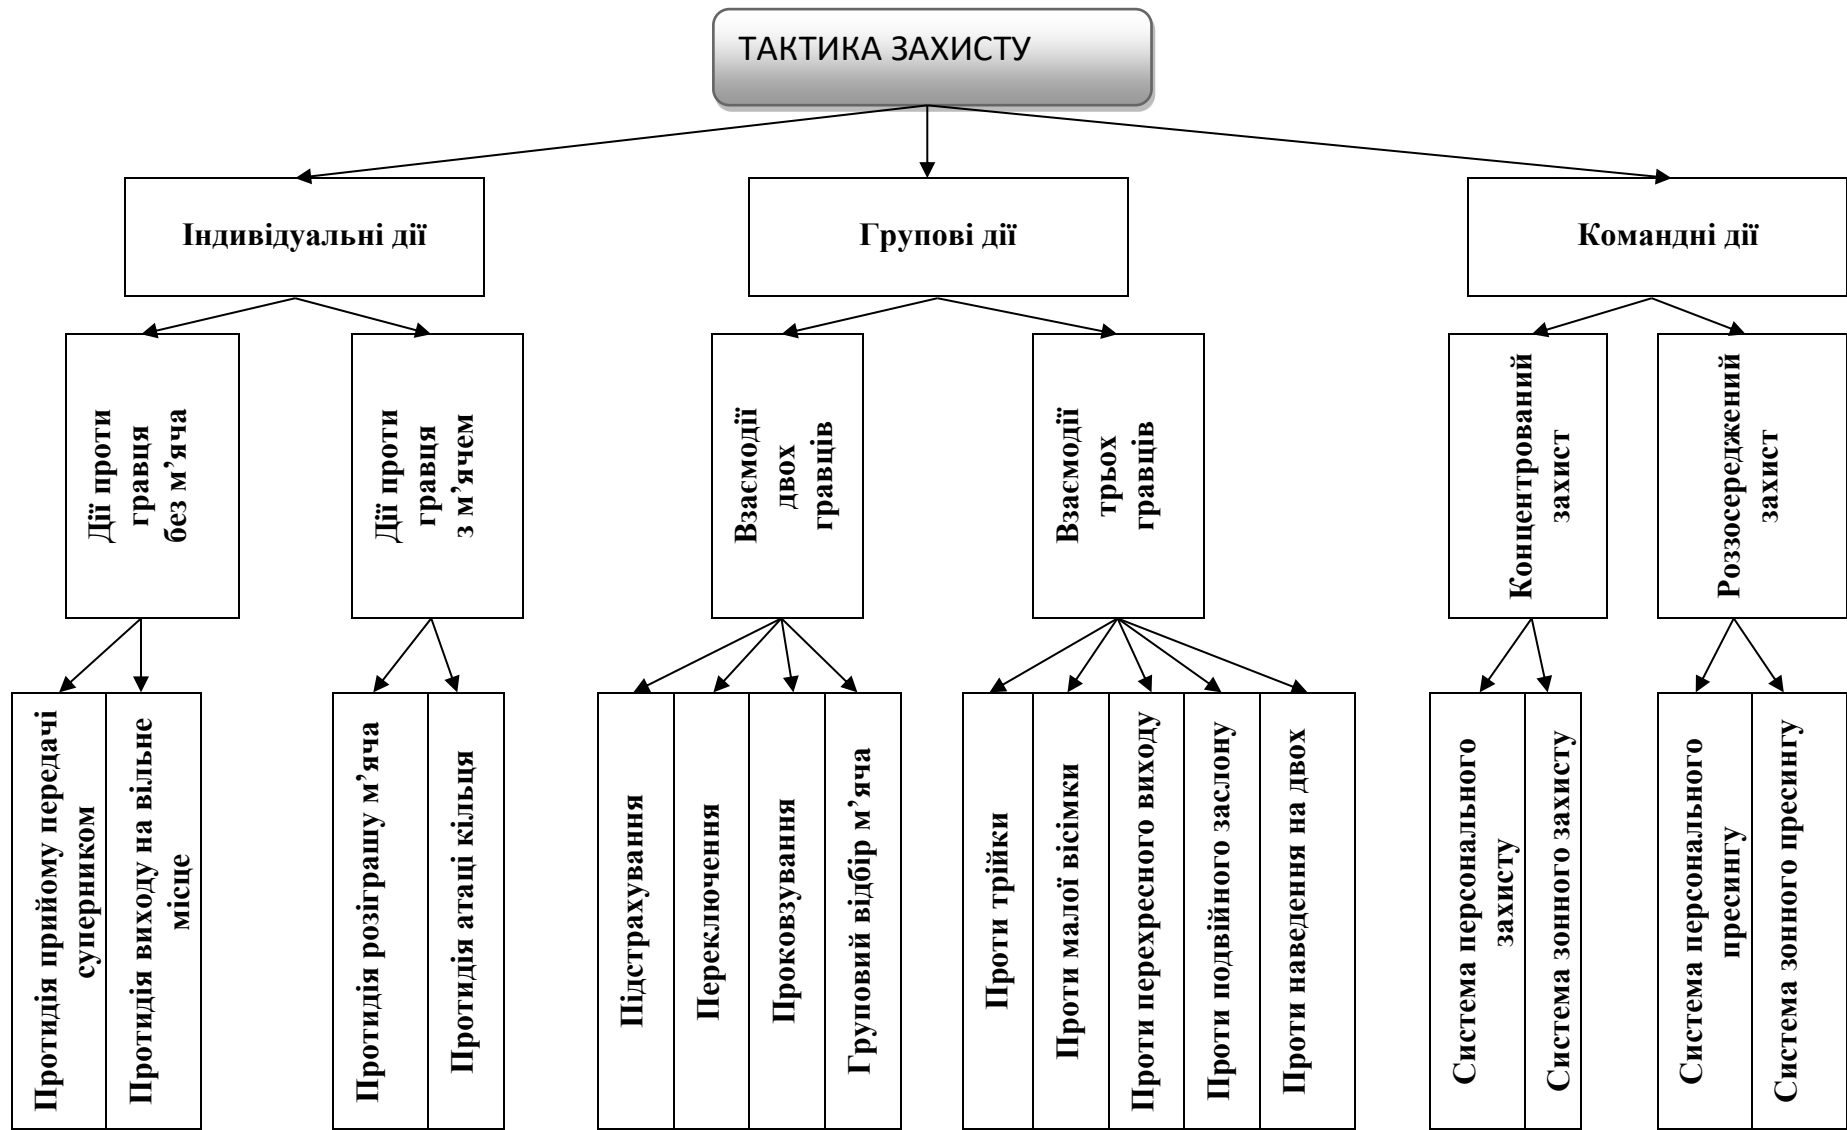 ТАКТИКА ЗАХИСТУ
Індивідуальні дії
Групові дії
Командні дії
Дії проти
гравця
без м’яча
Дії проти
гравця
з м’ячем
Взаємодії
двох
гравців
Взаємодії
трьох
гравців
Концентрований
захист
Роззосереджений
захист
Протидія прийому передачі
суперником
Протидія виходу на вільне
місце
Протидія розіграшу м’яча
Протидія атаці кільця
Підстрахування
Переключення
Проковзування
Груповий відбір м’яча
Проти трійки
Проти малої вісімки
Проти перехресного виходу
Проти подвійного заслону
Проти наведення на двох
Система персонального
захисту
Система зонного захисту
Система персонального
пресингу
Система зонного пресингу